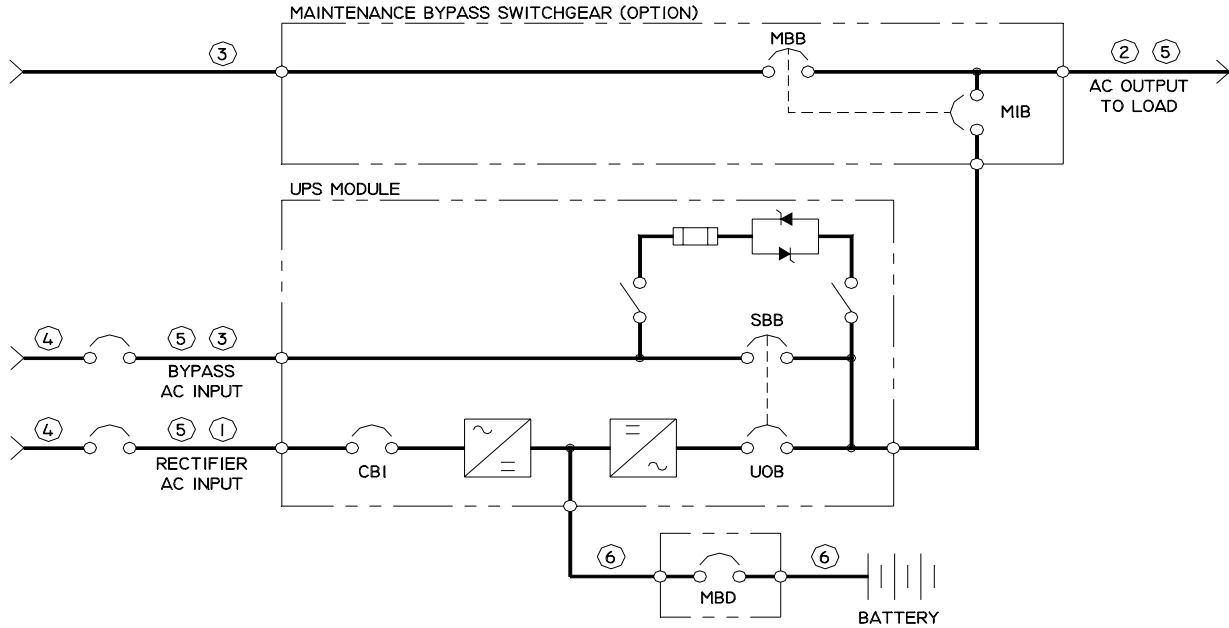 MAINTENANCE BYPASS SWITCHGEAR (OPTION)
3
MBB
2 5
AC OUTPUT
TO LOAD
MIB
UPS MODULE
4
5 3
BYPASS
AC INPUT
SBB
4
5 1
RECTIFIER
AC INPUT
CB1
UOB
6
MBD
6
BATTERY